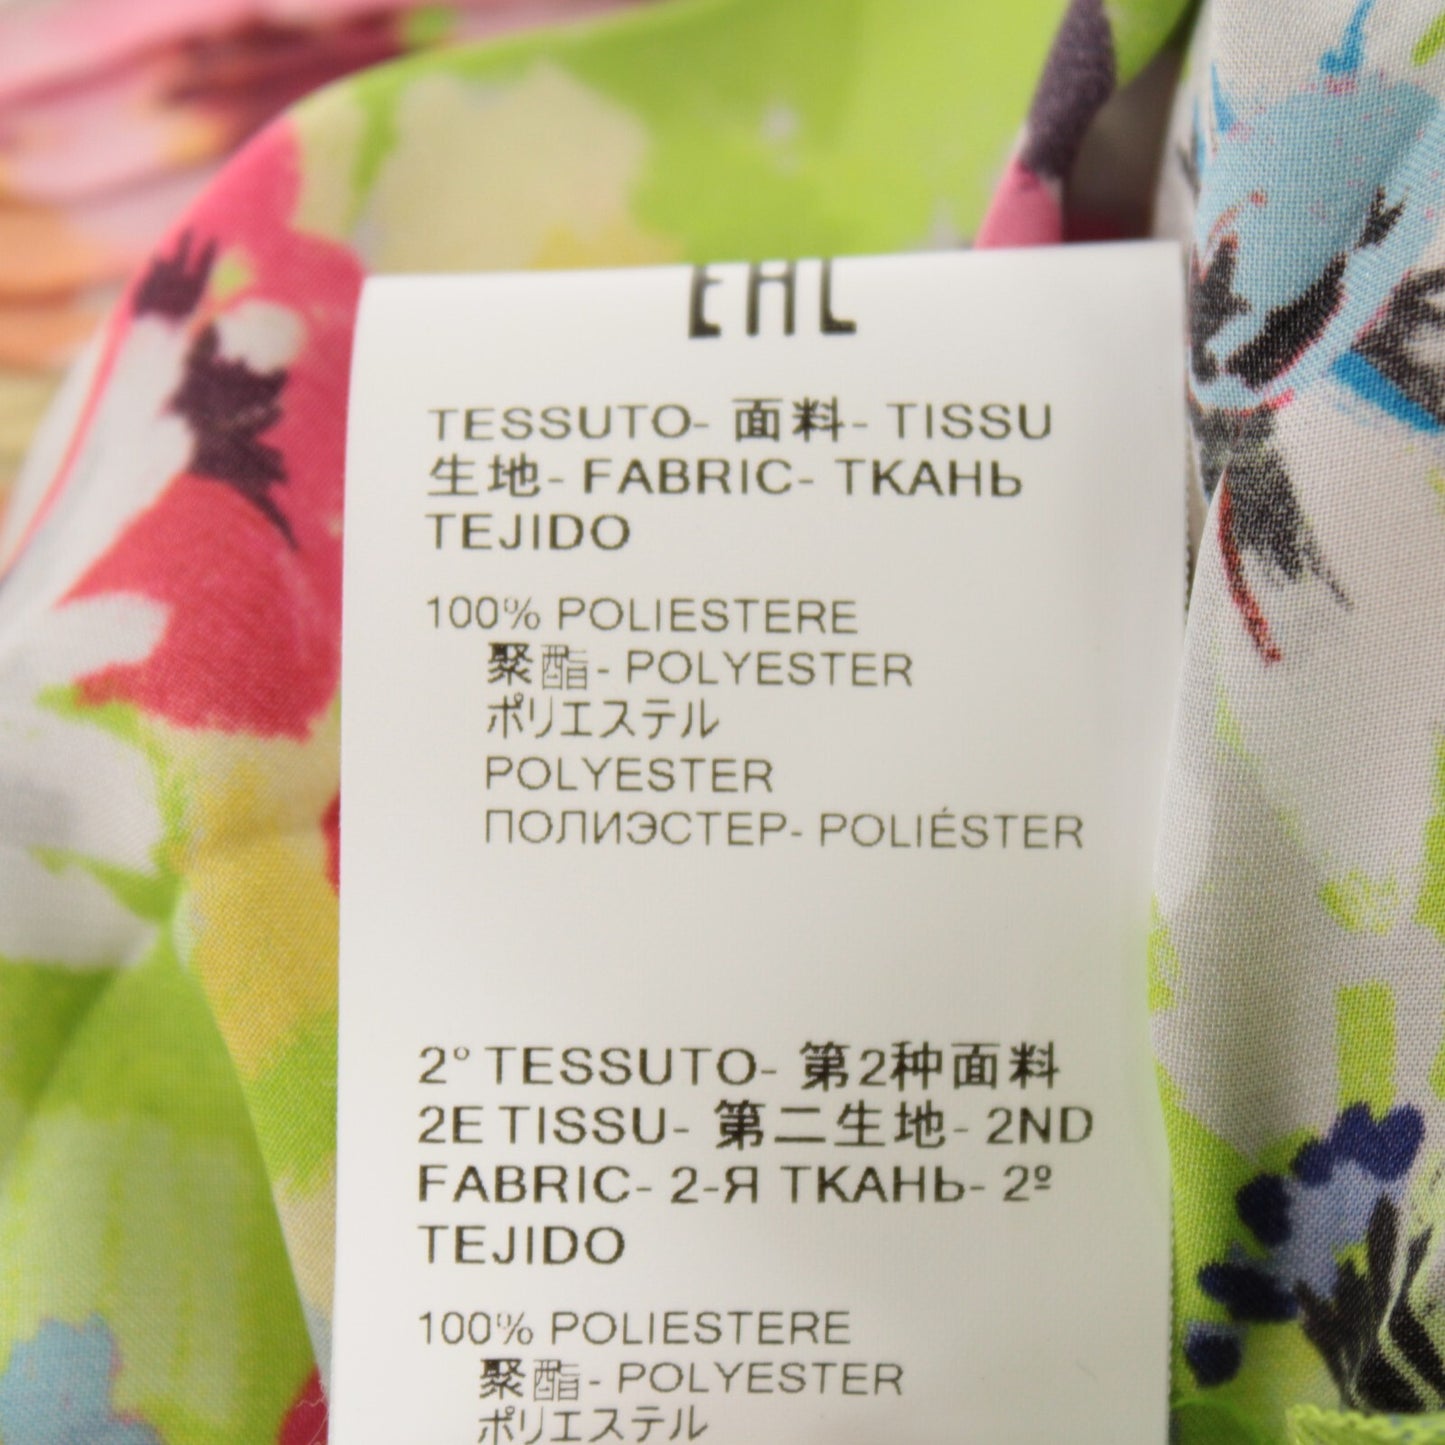 EAC
TESSUTO- 面料- TISSU
生地- FABRIC- ТКАНЬ
TEJIDO
100% POLIESTERE
聚酯- POLYESTER
ポリエステル
POLYESTER
ПОЛИЭСТЕР- POLIÉSTER
2° TESSUTO- 第2种面料
2E TISSU- 第二生地- 2ND
FABRIC- 2-Я ТКАНЬ- 2º
TEJIDO
100% POLIESTERE
聚酯- POLYESTER
ポリエステル